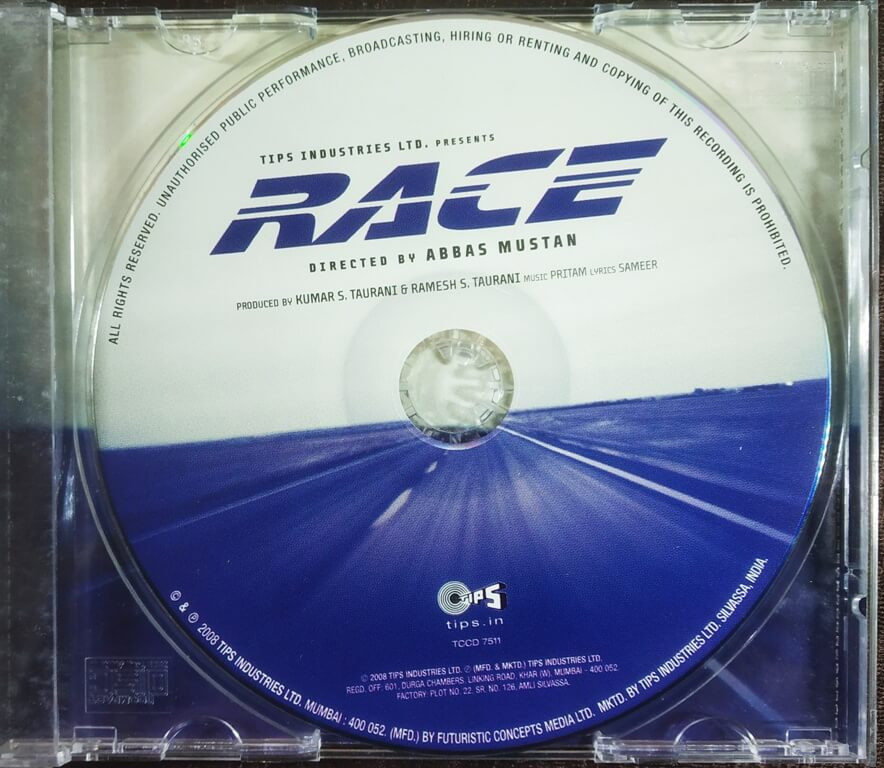 ALL RIGHTS RESERVED. UNAUTHORISED PUBLIC PERFORMANCE, BROADCASTING, HIRING OR RENTING AND COPYING OF THIS RECORDING IS PROHIBITED.
TIPS INDUSTRIES LTD. PRESENTS
RACE
DIRECTED BY ABBAS MUSTAN
PRODUCED BY KUMAR S. TAURANI & RAMESH S. TAURANI MUSIC PRITAM LYRICS SAMEER
TIPS
tips.in
TCCD 7511
© 2008 TIPS INDUSTRIES LTD. ℗ (MFD. & MKTD.) TIPS INDUSTRIES LTD.
REGD. OFF: 601, DURGA CHAMBERS, LINKING ROAD, KHAR (W), MUMBAI - 400 052.
FACTORY: PLOT NO. 22, SR. NO. 126, AMLI SILVASSA.
© & ℗ 2008 TIPS INDUSTRIES LTD. MUMBAI : 400 052. (MFD.) BY FUTURISTIC CONCEPTS MEDIA LTD. MKTD. BY TIPS INDUSTRIES LTD. SILVASSA, INDIA.